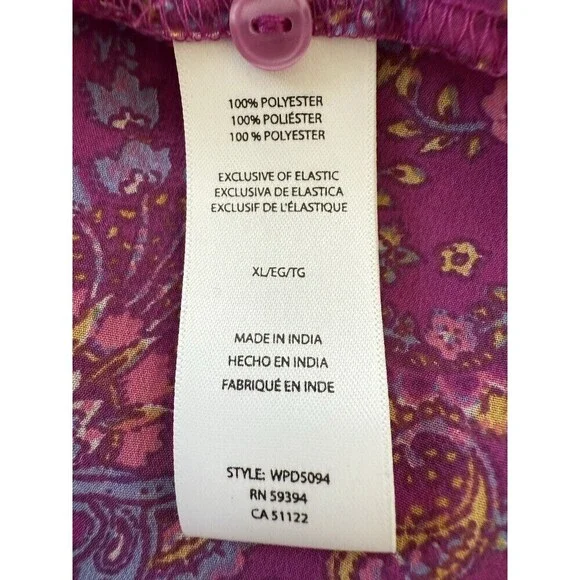 100% POLYESTER
100% POLIÉSTER
100% POLYESTER
EXCLUSIVE OF ELASTIC
EXCLUSIVA DE ELASTICA
EXCLUSIF DE L'ÉLASTIQUE
XL/EG/TG
MADE IN INDIA
HECHO EN INDIA
FABRIQUÉ EN INDE
STYLE: WPD5094
RN 59394
CA 51122